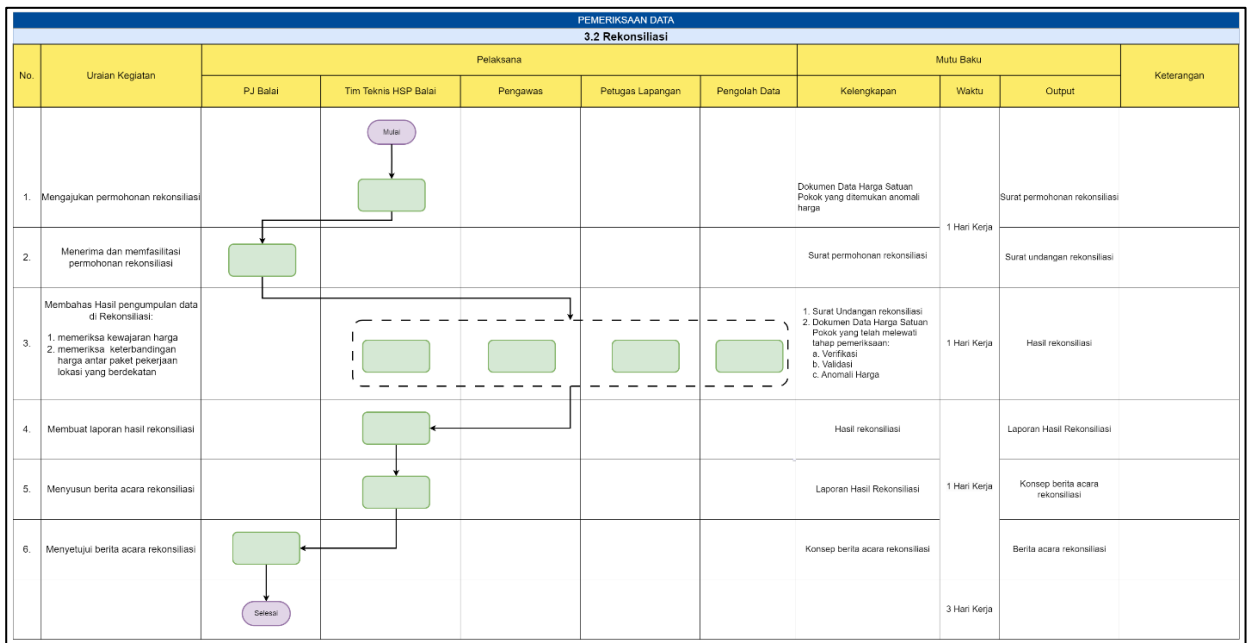 PEMERIKSAAN DATA
3.2 Rekonsiliasi
No.
Uraian Kegiatan
Pelaksana
Mutu Baku
Keterangan
PJ Balai
Tim Teknis HSP Balai
Pengawas
Petugas Lapangan
Pengolah Data
Kelengkapan
Waktu
Output
Mulai
1.
Mengajukan permohonan rekonsiliasi
Dokumen Data Harga Satuan
Pokok yang ditemukan anomali
harga
Surat permohonan rekonsiliasi
1 Hari Kerja
2.
Menerima dan memfasilitasi
permohonan rekonsiliasi
Surat permohonan rekonsiliasi
Surat undangan rekonsiliasi
3.
Membahas Hasil pengumpulan data
di Rekonsiliasi:
1. memeriksa kewajaran harga
2. memeriksa keterbandingan
harga antar paket pekerjaan
lokasi yang berdekatan
1. Surat Undangan rekonsiliasi
2. Dokumen Data Harga Satuan
Pokok yang telah melewati
tahap pemeriksaan:
a. Verifikasi
b. Validasi
c. Anomali Harga
1 Hari Kerja
Hasil rekonsiliasi
4.
Membuat laporan hasil rekonsiliasi
Hasil rekonsiliasi
Laporan Hasil Rekonsiliasi
5.
Menyusun berita acara rekonsiliasi
Laporan Hasil Rekonsiliasi
1 Hari Kerja
Konsep berita acara
rekonsiliasi
6.
Menyetujui berita acara rekonsiliasi
Konsep berita acara rekonsiliasi
Berita acara rekonsiliasi
Selesai
3 Hari Kerja